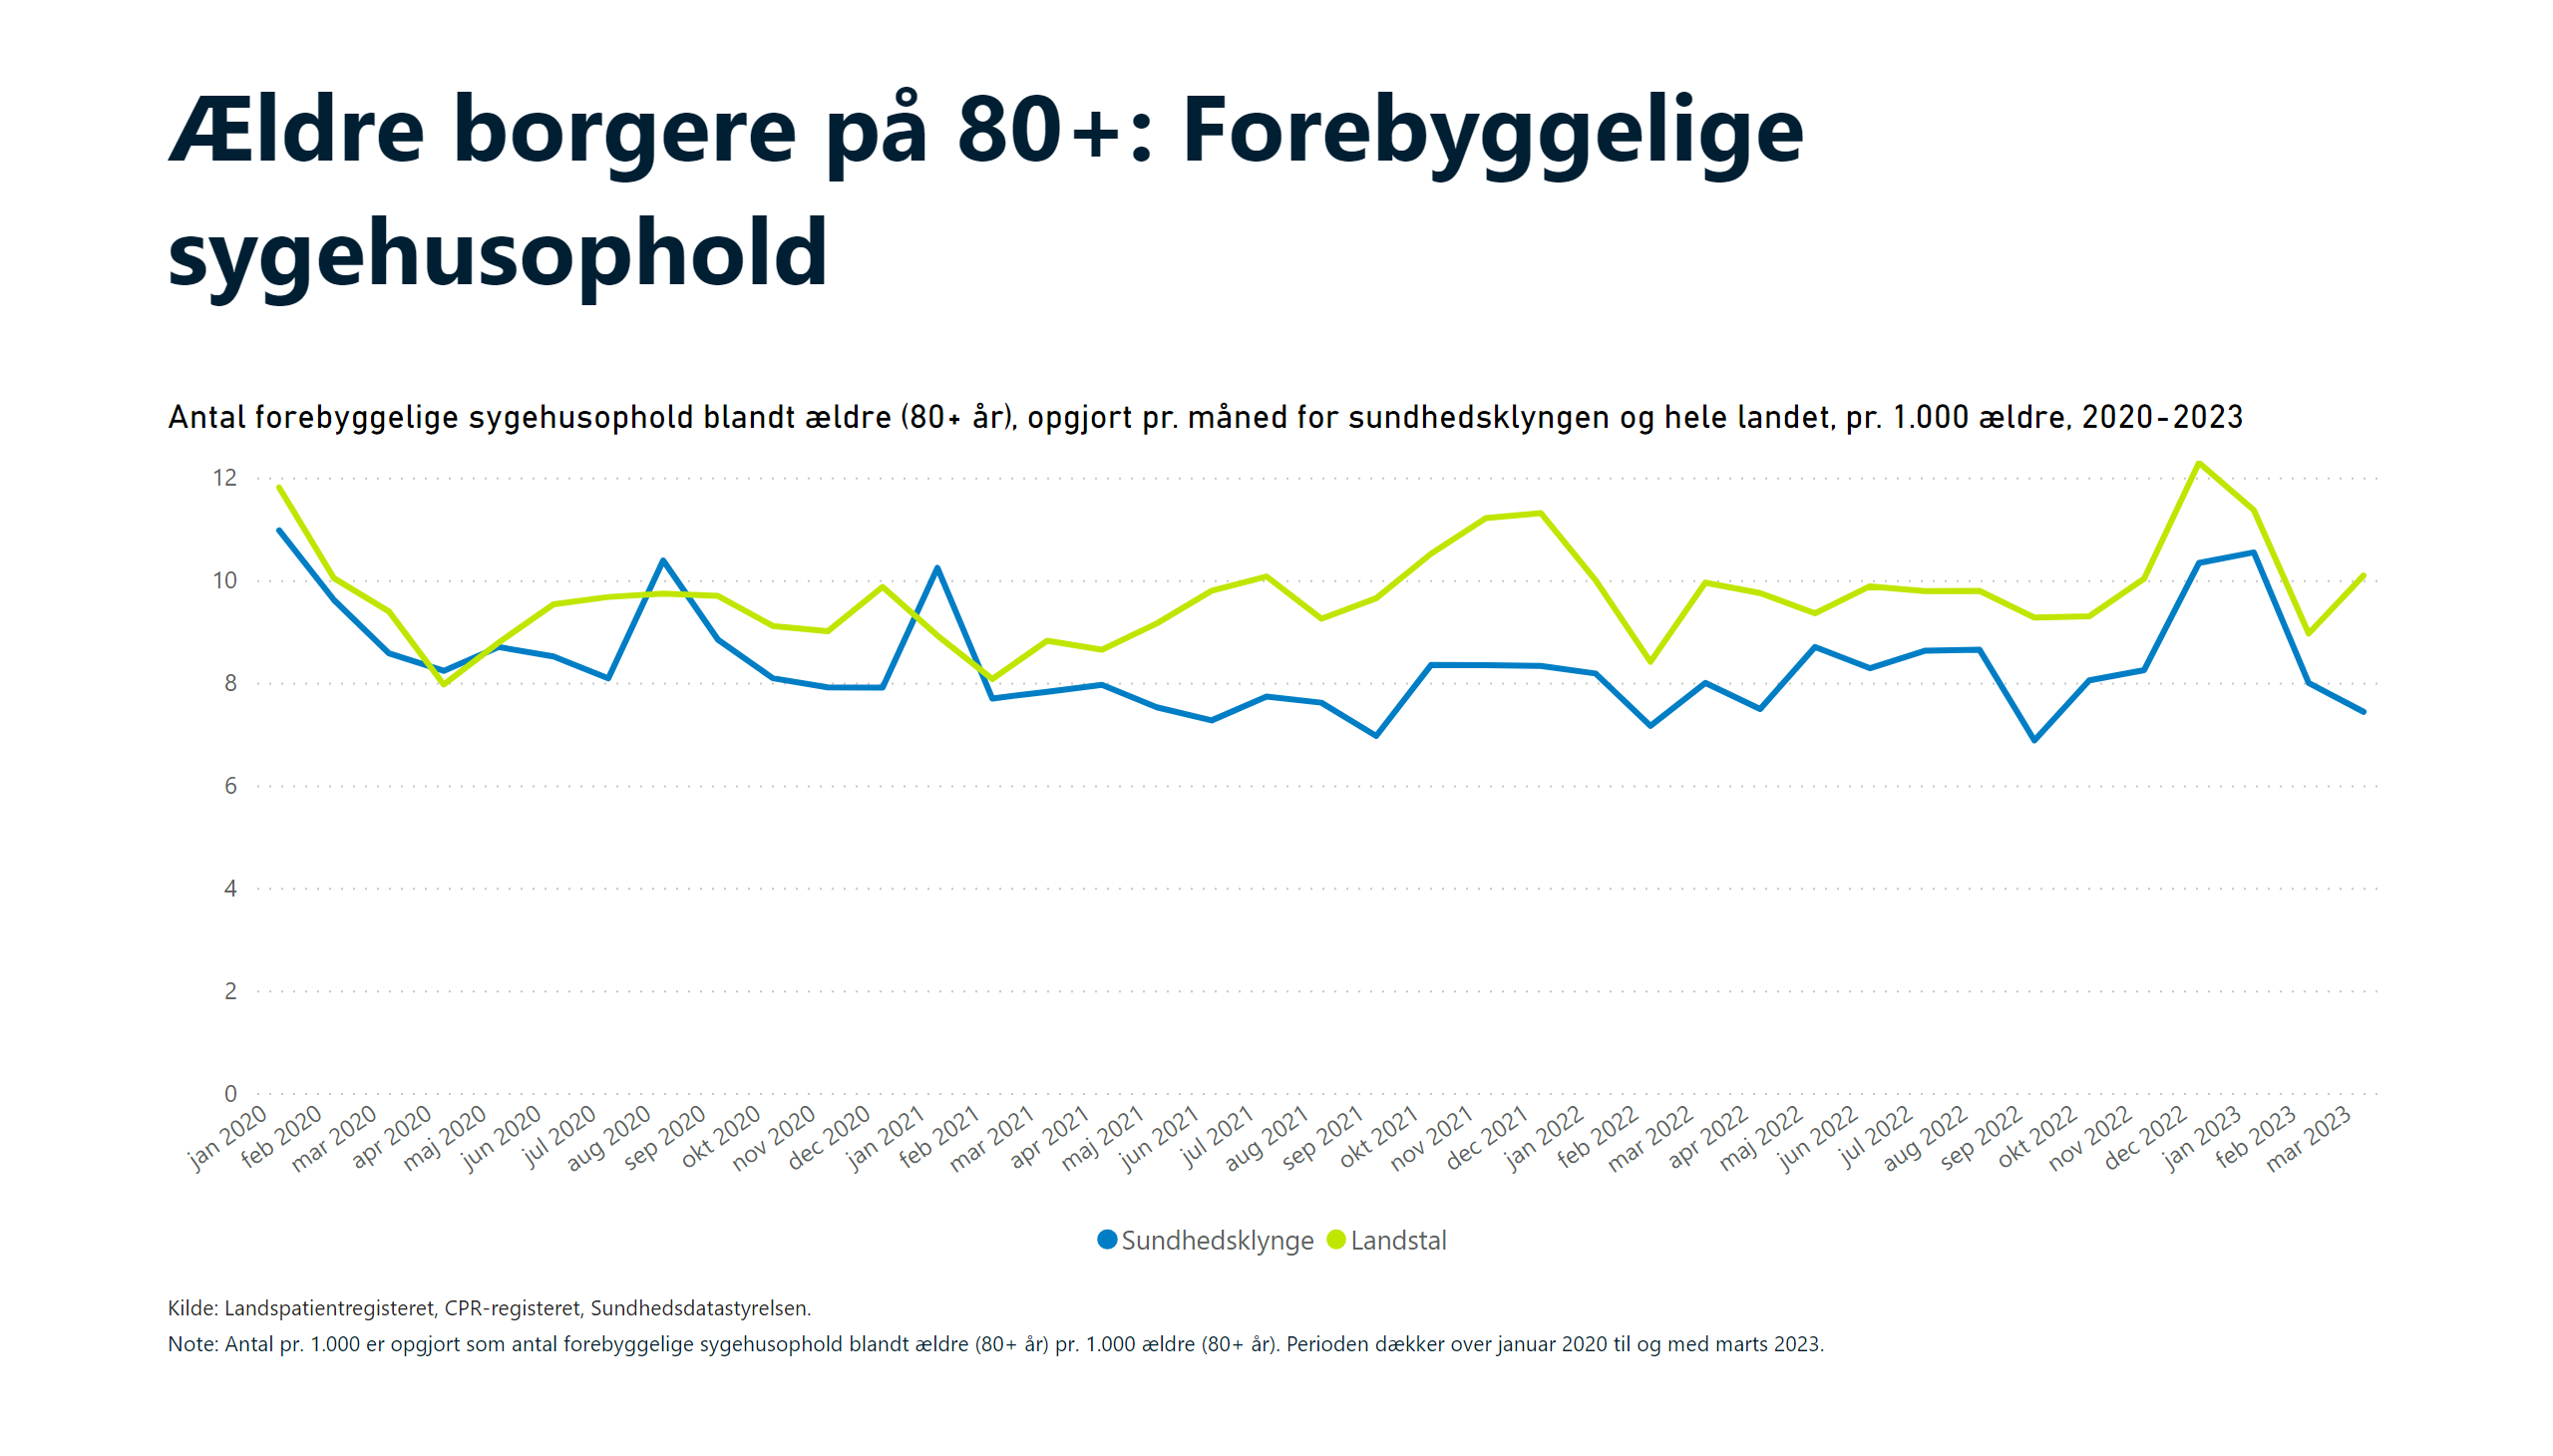 Ældre borgere på 80+: Forebyggelige
sygehusophold
Antal forebyggelige sygehusophold blandt ældre (80+ år), opgjort pr. måned for sundhedsklyngen og hele landet, pr. 1.000 ældre, 2020-2023
12
10
8
6
4
2
0
jan 2020
feb 2020
mar 2020
apr 2020
maj 2020
jun 2020
jul 2020
aug 2020
sep 2020
okt 2020
nov 2020
dec 2020
jan 2021
feb 2021
mar 2021
apr 2021
maj 2021
jun 2021
jul 2021
aug 2021
sep 2021
okt 2021
nov 2021
dec 2021
jan 2022
feb 2022
mar 2022
apr 2022
maj 2022
jun 2022
jul 2022
aug 2022
sep 2022
okt 2022
nov 2022
dec 2022
jan 2023
feb 2023
mar 2023
Sundhedsklynge Landstal
Kilde: Landspatientregisteret, CPR-registeret, Sundhedsdatastyrelsen.
Note: Antal pr. 1.000 er opgjort som antal forebyggelige sygehusophold blandt ældre (80+ år) pr. 1.000 ældre (80+ år). Perioden dækker over januar 2020 til og med marts 2023.